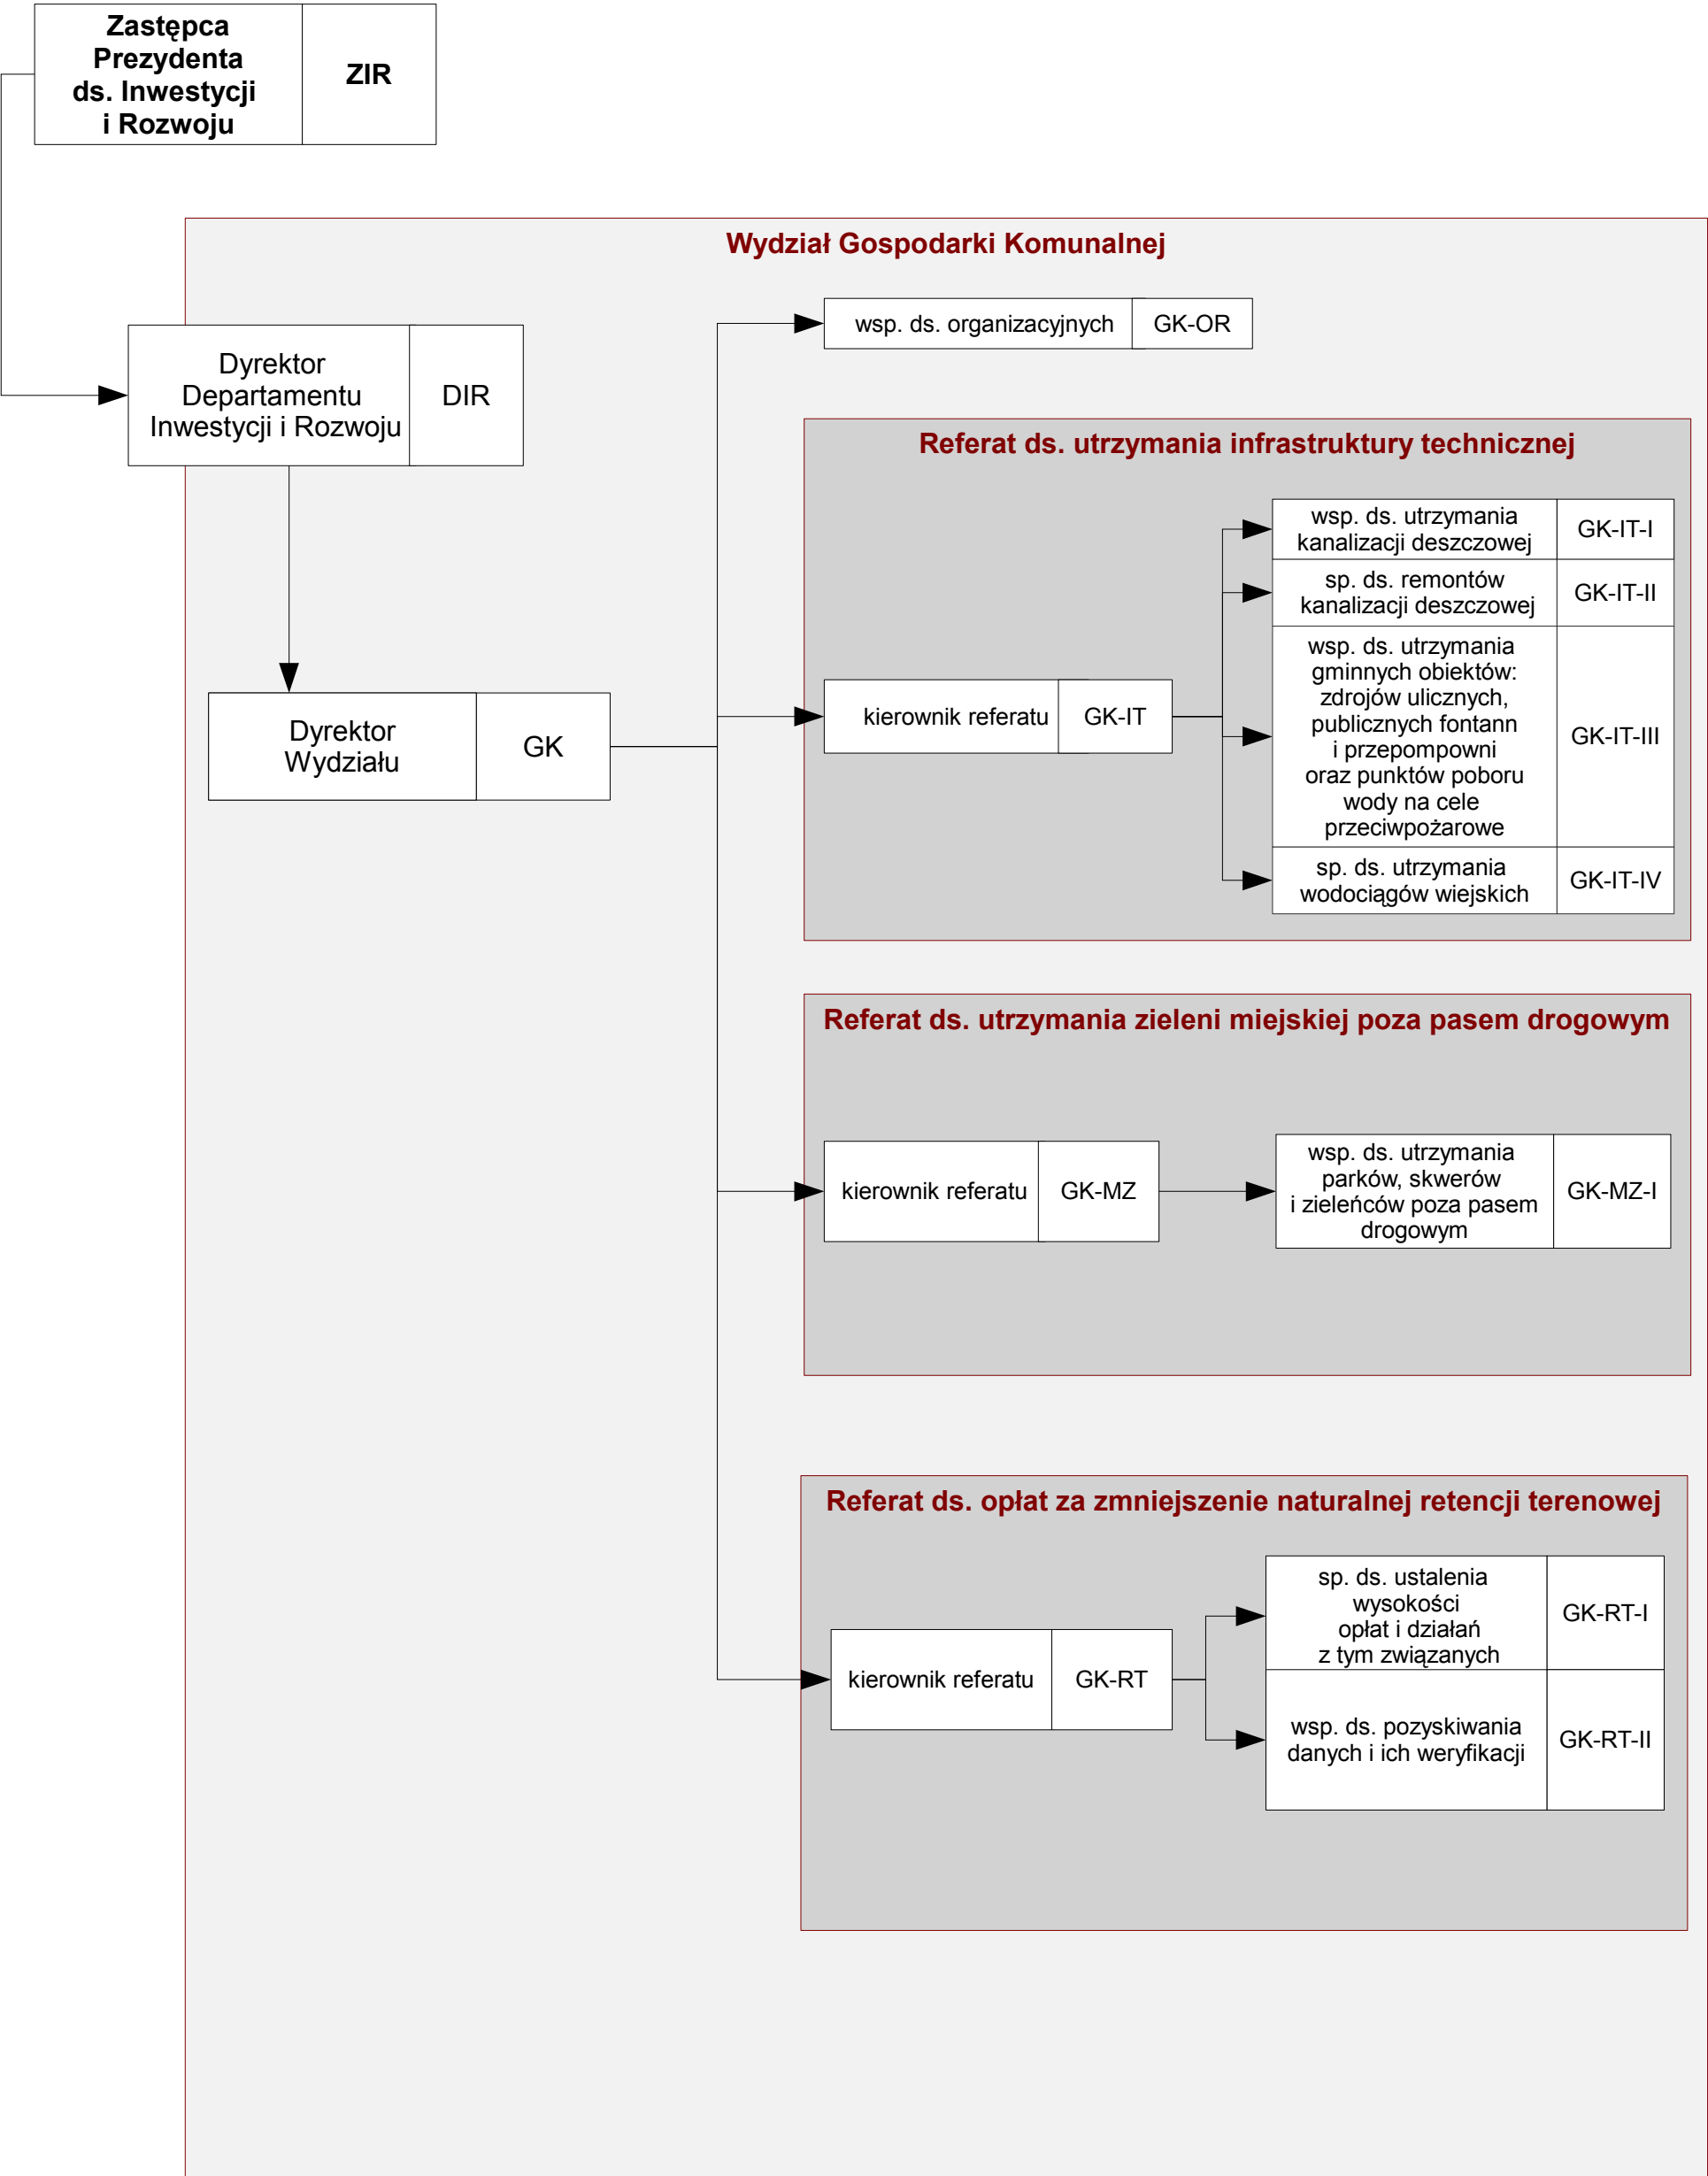 Zastępca
Prezydenta
ds. Inwestycji
i Rozwoju
ZIR
Wydział Gospodarki Komunalnej
wsp. ds. organizacyjnych
GK-OR
Dyrektor
Departamentu
Inwestycji i Rozwoju
DIR
Referat ds. utrzymania infrastruktury technicznej
wsp. ds. utrzymania
kanalizacji deszczowej
GK-IT-I
sp. ds. remontów
kanalizacji deszczowej
GK-IT-II
wsp. ds. utrzymania
gminnych obiektów:
zdrojów ulicznych,
publicznych fontann
i przepompowni
oraz punktów poboru
wody na cele
przeciwpożarowe
GK-IT-III
sp. ds. utrzymania
wodociągów wiejskich
GK-IT-IV
kierownik referatu
GK-IT
Dyrektor
Wydziału
GK
Referat ds. utrzymania zieleni miejskiej poza pasem drogowym
kierownik referatu
GK-MZ
wsp. ds. utrzymania
parków, skwerów
i zieleńców poza pasem
drogowym
GK-MZ-I
Referat ds. opłat za zmniejszenie naturalnej retencji terenowej
kierownik referatu
GK-RT
sp. ds. ustalenia
wysokości
opłat i działań
z tym związanych
GK-RT-I
wsp. ds. pozyskiwania
danych i ich weryfikacji
GK-RT-II